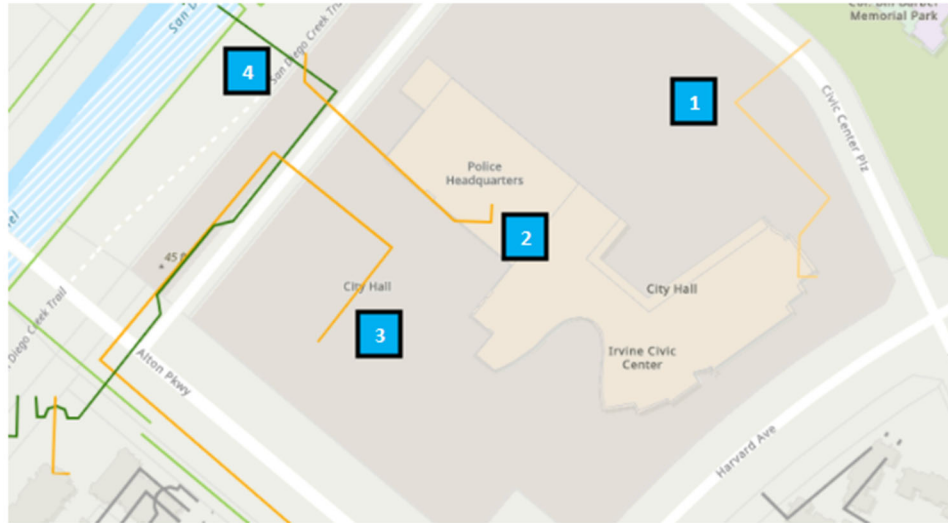 Memorial Park
San Diego Creek Trail
4
1
Civic Center Plz
Police
Headquarters
2
45 ft
City Hall
City Hall
3
Irvine Civic
Center
Diego Creek Trail
Alton Pkwy
Harvard Ave